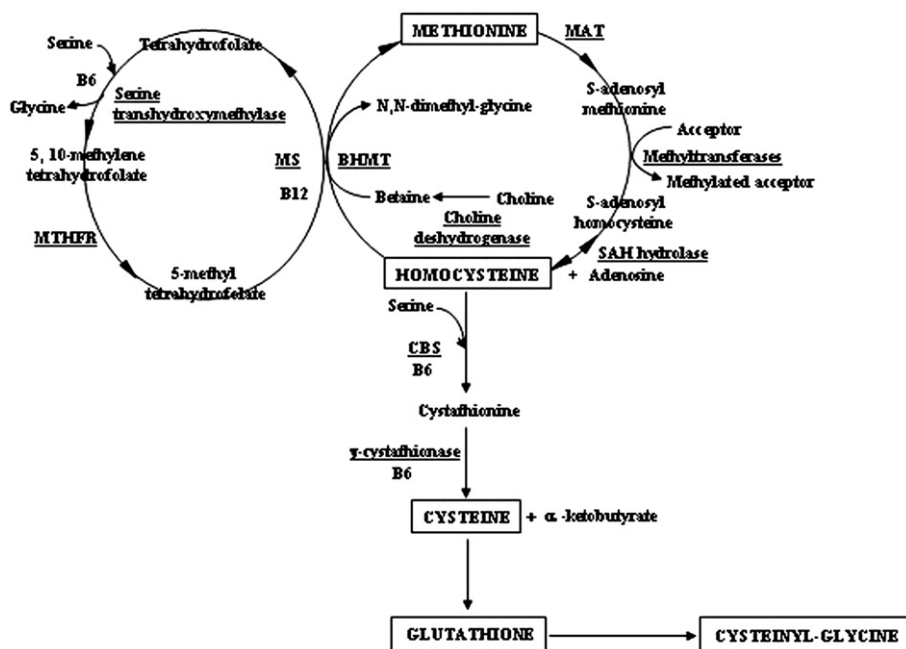 METHIONINE
MAT
Serine
Tetrahydrofolate
B6
Glycine
Serine
transhydroxymethylase
N,N-dimethyl-glycine
S-adenosyl
methionine
Acceptor
Methyltransferases
Methylated acceptor
5, 10-methylene
tetrahydrofolate
MS
BHMT
B12
Betaine
Choline
Choline
deshydrogenase
S-adenosyl
homocysteine
MTHFR
SAH hydrolase
5-methyl
tetrahydrofolate
HOMOCYSTEINE
+ Adenosine
Serine
CBS
B6
Cystathionine
γ-cystathionase
B6
CYSTEINE
+ α-ketobutyrate
GLUTATHIONE
CYSTEINYL-GLYCINE